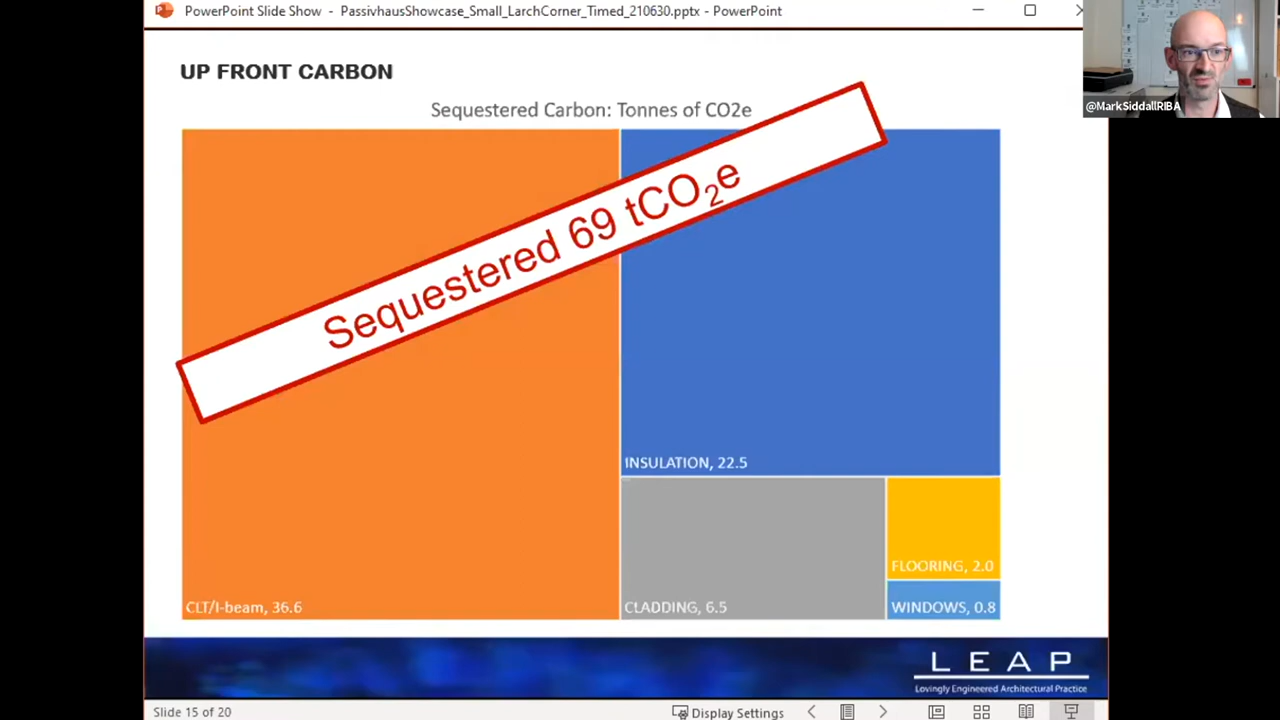 PowerPoint Slide Show - PassivhausShowcase_Small_LarchCorner_Timed_210630.pptx - PowerPoint
@MarkSiddallRIBA
UP FRONT CARBON
Sequestered Carbon: Tonnes of CO2e
Sequestered 69 tCO₂e
INSULATION, 22.5
FLOORING, 2.0
CLT/I-beam, 36.6
CLADDING, 6.5
WINDOWS, 0.8
LEAP
Lovingly Engineered Architectural Practice
Slide 15 of 20
Display Settings